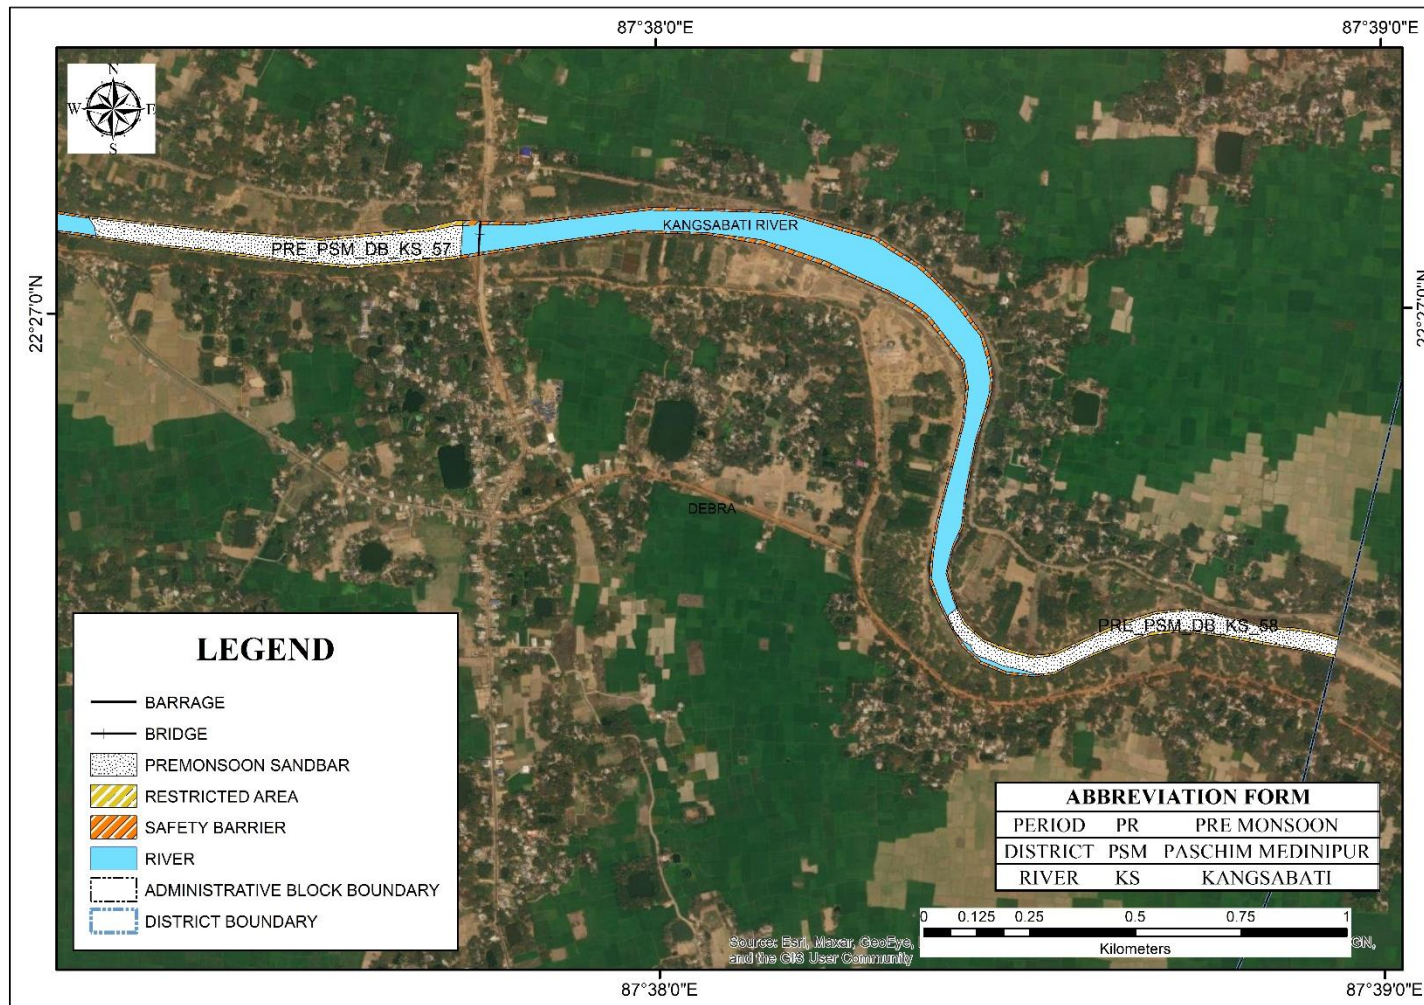 87°38'0"E
87°39'0"E
N
W E
S
KANGSABATI RIVER
PRE_PSM_DB_KS_57
22°27'0"N
22°27'0"N
DEBRA
PRE_PSM_DB_KS_58
LEGEND
BARRAGE
BRIDGE
PREMONSOON SANDBAR
RESTRICTED AREA
SAFETY BARRIER
RIVER
ADMINISTRATIVE BLOCK BOUNDARY
DISTRICT BOUNDARY
ABBREVIATION FORM
PERIOD PR PRE MONSOON
DISTRICT PSM PASCHIM MEDINIPUR
RIVER KS KANGSABATI
0 0.125 0.25 0.5 0.75 1
Kilometers
Source: Esri, Maxar, GeoEye, GN,
and the GIS User Community
87°38'0"E
87°39'0"E